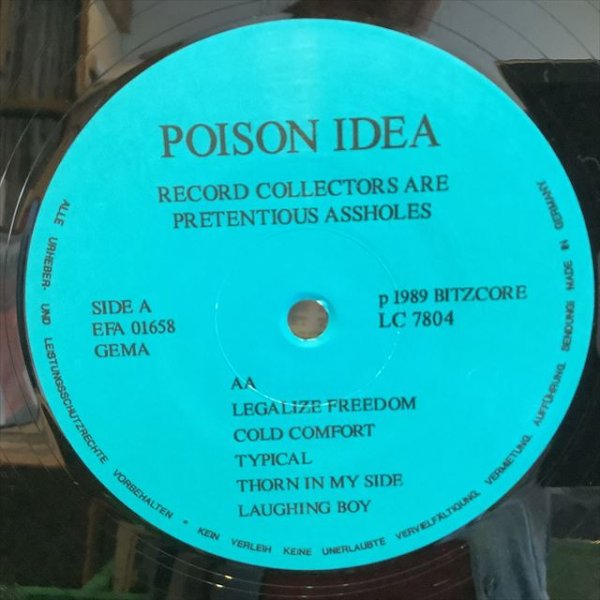 POISON IDEA
RECORD COLLECTORS ARE
PRETENTIOUS ASSHOLES
SIDE A
EFA 01658
GEMA
p 1989 BITZCORE
LC 7804
AA
LEGALIZE FREEDOM
COLD COMFORT
TYPICAL
THORN IN MY SIDE
LAUGHING BOY
ALLE URHEBER- UND LEISTUNGSSCHUTZRECHTE VORBEHALTEN * KEIN VERLEIH KEINE UNERLAUBTE VERVIELFÄLTIGUNG, VERMIETUNG, AUFFÜHRUNG, SENDUNG! MADE IN GERMANY